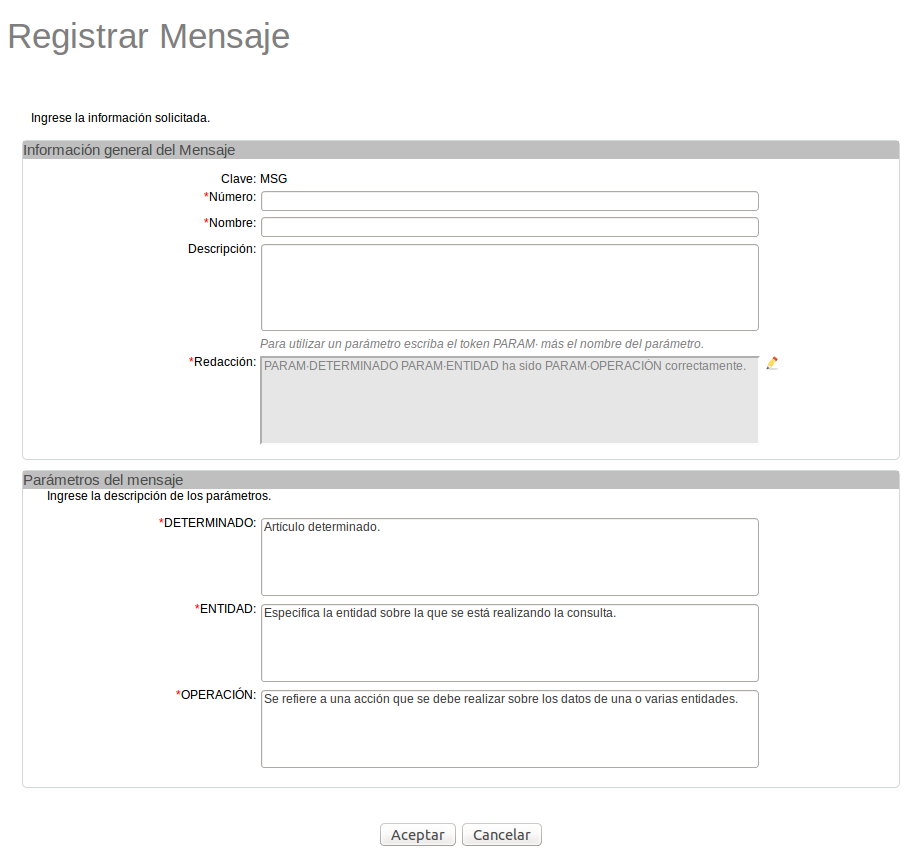 Registrar Mensaje
Ingrese la información solicitada.
Información general del Mensaje
Clave: MSG
*Número:
*Nombre:
Descripción:
Para utilizar un parámetro escriba el token PARAM· más el nombre del parámetro.
*Redacción: PARAM·DETERMINADO PARAM·ENTIDAD ha sido PARAM·OPERACIÓN correctamente.
Parámetros del mensaje
Ingrese la descripción de los parámetros.
*DETERMINADO: Artículo determinado.
*ENTIDAD: Especifica la entidad sobre la que se está realizando la consulta.
*OPERACIÓN: Se refiere a una acción que se debe realizar sobre los datos de una o varias entidades.
Aceptar Cancelar